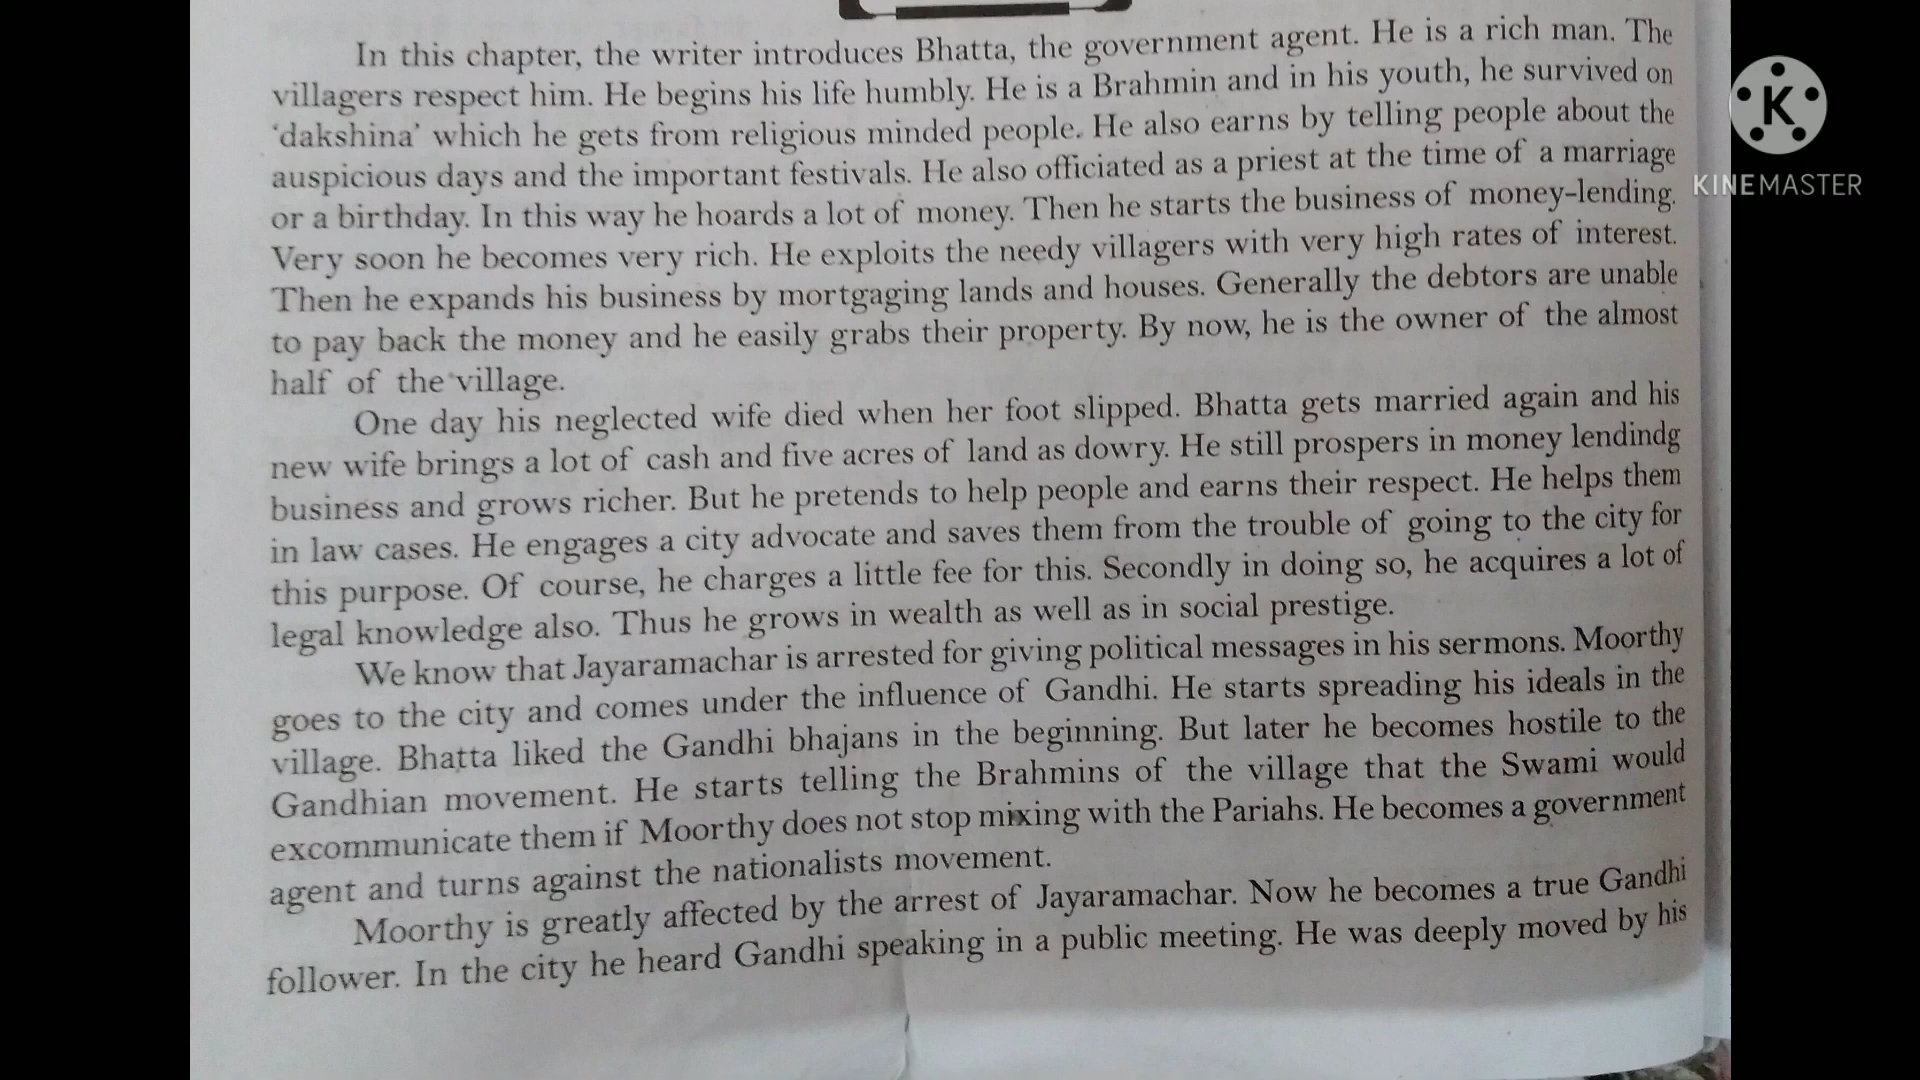 In this chapter, the writer introduces Bhatta, the government agent. He is a rich man. The
villagers respect him. He begins his life humbly. He is a Brahmin and in his youth, he survived on
'dakshina' which he gets from religious minded people. He also earns by telling people about the
auspicious days and the important festivals. He also officiated as a priest at the time of a marriage
or a birthday. In this way he hoards a lot of money. Then he starts the business of money-lending.
Very soon he becomes very rich. He exploits the needy villagers with very high rates of interest.
Then he expands his business by mortgaging lands and houses. Generally the debtors are unable
to pay back the money and he easily grabs their property. By now, he is the owner of the almost
half of the village.
One day his neglected wife died when her foot slipped. Bhatta gets married again and his
new wife brings a lot of cash and five acres of land as dowry. He still prospers in money lendindg
business and grows richer. But he pretends to help people and earns their respect. He helps them
in law cases. He engages a city advocate and saves them from the trouble of going to the city for
this purpose. Of course, he charges a little fee for this. Secondly in doing so, he acquires a lot of
legal knowledge also. Thus he grows in wealth as well as in social prestige.
We know that Jayaramachar is arrested for giving political messages in his sermons. Moorthy
goes to the city and comes under the influence of Gandhi. He starts spreading his ideals in the
village. Bhatta liked the Gandhi bhajans in the beginning. But later he becomes hostile to the
Gandhian movement. He starts telling the Brahmins of the village that the Swami would
excommunicate them if Moorthy does not stop mixing with the Pariahs. He becomes a government
agent and turns against the nationalists movement.
Moorthy is greatly affected by the arrest of Jayaramachar. Now he becomes a true Gandhi
follower. In the city he heard Gandhi speaking in a public meeting. He was deeply moved by his
K
KINEMASTER